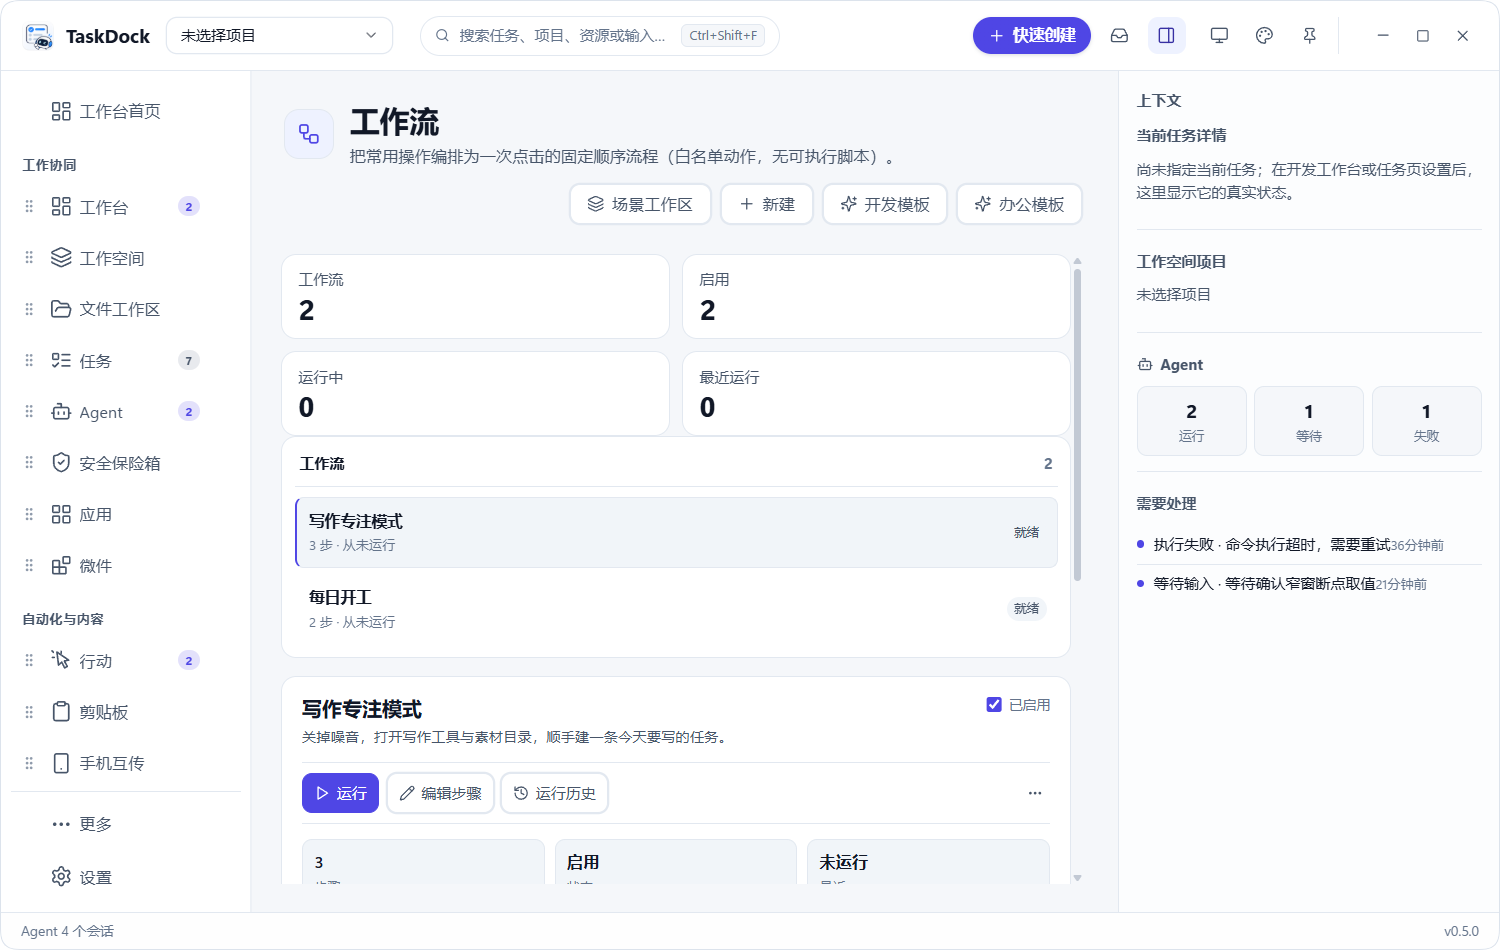 TaskDock
未选择项目
搜索任务、项目、资源或输入...
Ctrl+Shift+F
快速创建
工作台首页
工作协同
工作台
2
工作空间
文件工作区
任务
7
Agent
2
安全保险箱
应用
微件
自动化与内容
行动
2
剪贴板
手机互传
更多
设置
工作流
把常用操作编排为一次点击的固定顺序流程（白名单动作，无可执行脚本）。
场景工作区
新建
开发模板
办公模板
工作流
2
启用
2
运行中
0
最近运行
0
工作流
2
写作专注模式
3 步 · 从未运行
就绪
每日开工
2 步 · 从未运行
就绪
写作专注模式
已启用
关掉噪音，打开写作工具与素材目录，顺手建一条今天要写的任务。
运行
编辑步骤
运行历史
3
启用
未运行
上下文
当前任务详情
尚未指定当前任务；在开发工作台或任务页设置后，
这里显示它的真实状态。
工作空间项目
未选择项目
Agent
2
运行
1
等待
1
失败
需要处理
执行失败 · 命令执行超时，需要重试36分钟前
等待输入 · 等待确认窄窗断点取值21分钟前
Agent 4 个会话
v0.5.0